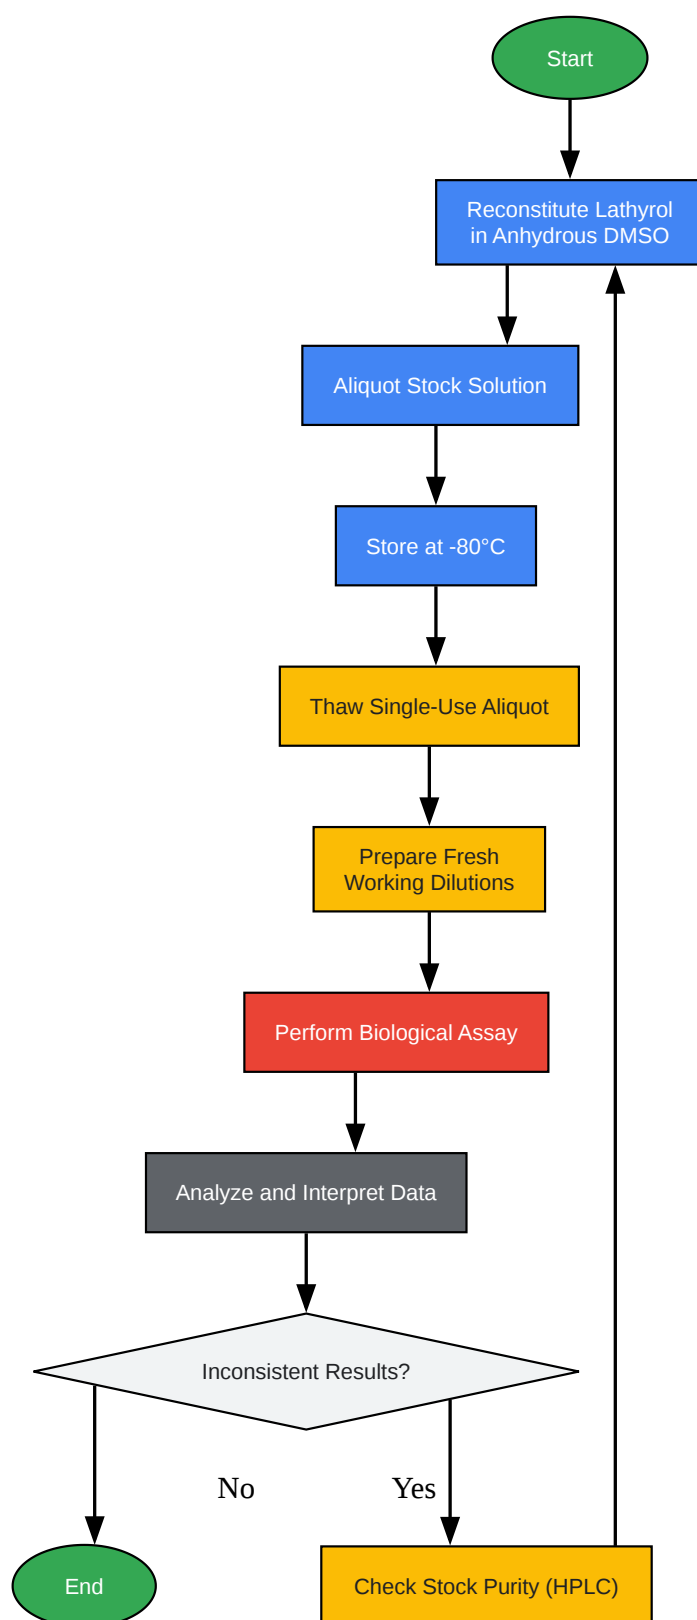 Start
Reconstitute Lathyrol
in Anhydrous DMSO
Aliquot Stock Solution
Store at -80°C
Thaw Single-Use Aliquot
Prepare Fresh
Working Dilutions
Perform Biological Assay
Analyze and Interpret Data
Inconsistent Results?
No
Yes
End
Check Stock Purity (HPLC)